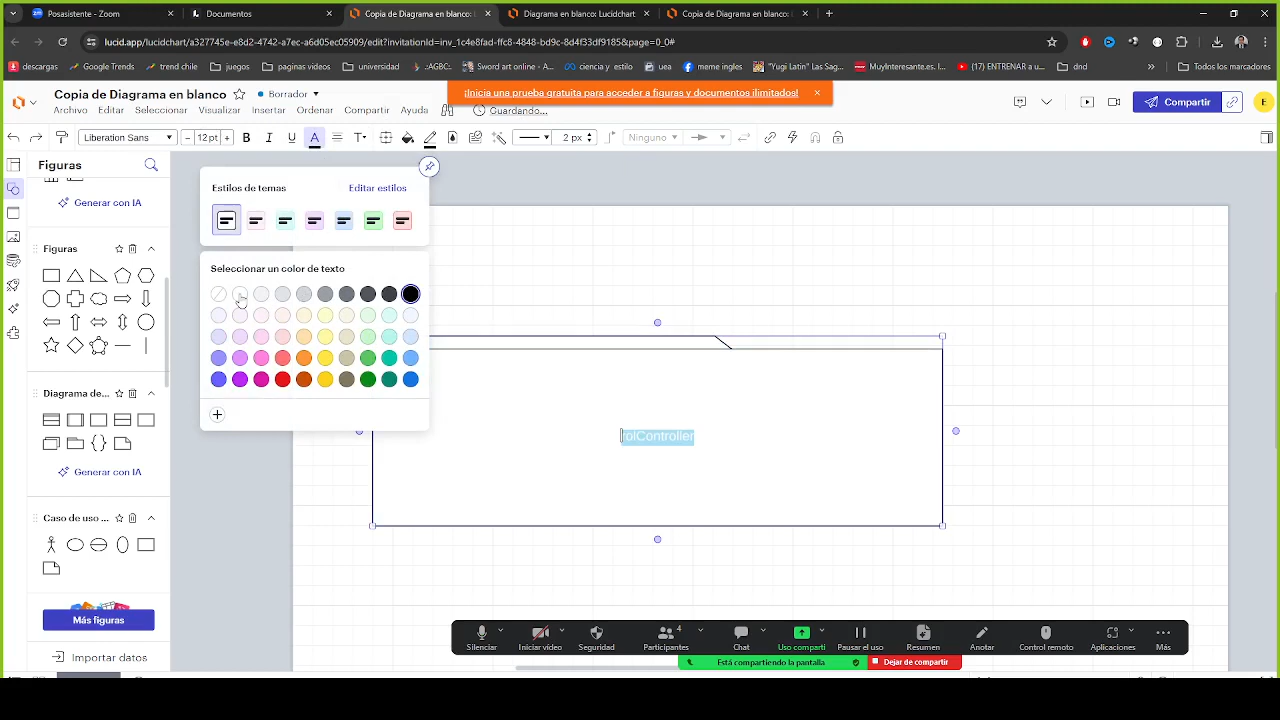 Posasistente - Zoom
Documentos
Copia de Diagrama en blanco: l
Diagrama en blanco: Lucidchart
Copia de Diagrama en blanco: l
lucid.app/lucidchart/a327745e-e8d2-4742-a7ec-a6d05ec05909/edit?invitationId=inv_1c4e8fad-ffc8-4848-bd9c-8d4f33df9185&page=0_0#
descargas
Google Trends
trend chile
juegos
paginas videos
universidad
.:AGBC:.
Sword art online - A...
ciencia y estilo
uea
meme ingles
"Yugi Latin" Las Sag...
MuyInteresante.es. I...
(17) ENTRENAR a u...
dnd
Todos los marcadores
Copia de Diagrama en blanco
Borrador
¡Inicia una prueba gratuita para acceder a figuras y documentos ilimitados!
Compartir
E
Archivo
Editar
Seleccionar
Visualizar
Insertar
Ordenar
Compartir
Ayuda
Guardando...
Liberation Sans
12pt
B
I
U
A
T
2 px
Ninguno
Figuras
Generar con IA
Figuras
Diagrama de...
Generar con IA
Caso de uso ...
Más figuras
Importar datos
Estilos de temas
Editar estilos
Seleccionar un color de texto
rolController
Silenciar
Iniciar vídeo
Seguridad
4
Participantes
Chat
Uso comparti
Pausar el uso
Resumen
Anotar
Control remoto
Aplicaciones
Más
Está compartiendo la pantalla
Dejar de compartir